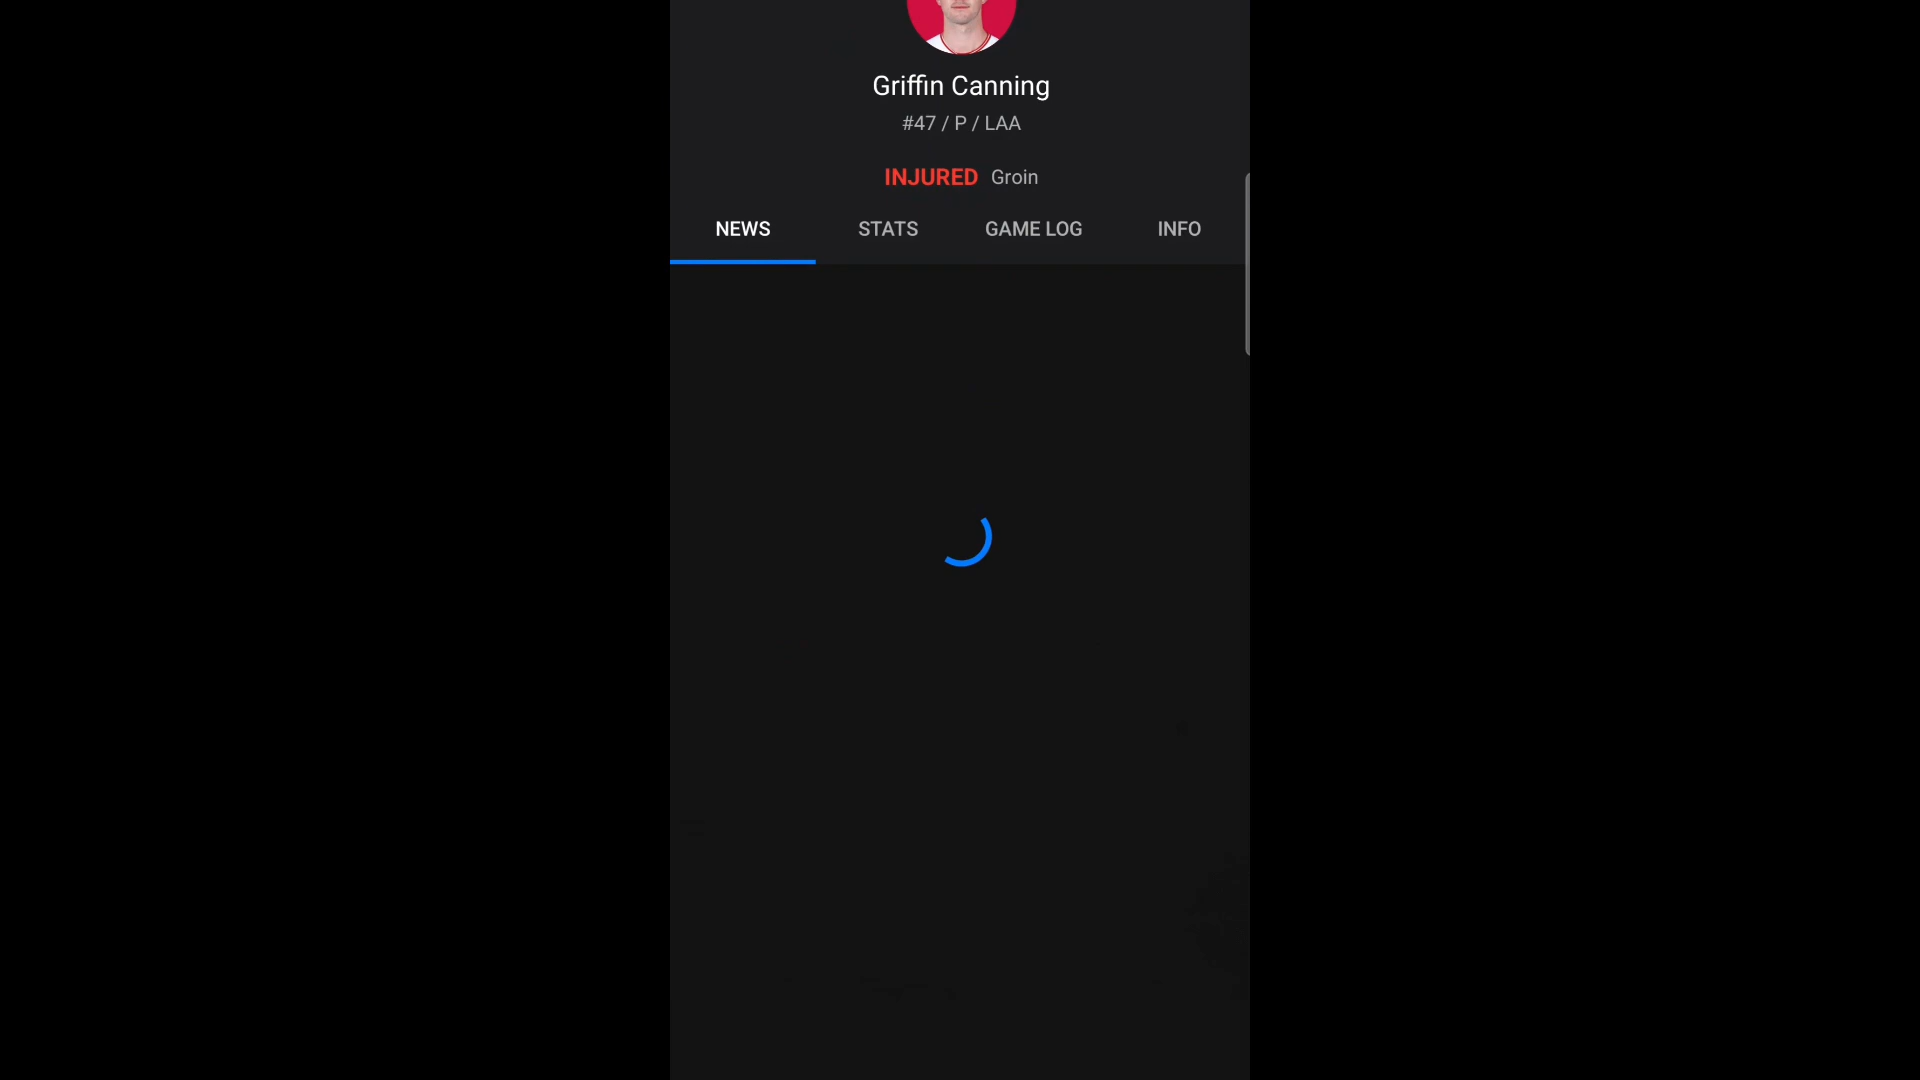 Griffin Canning
#47 / P / LAA
INJURED Groin
NEWS STATS GAME LOG INFO